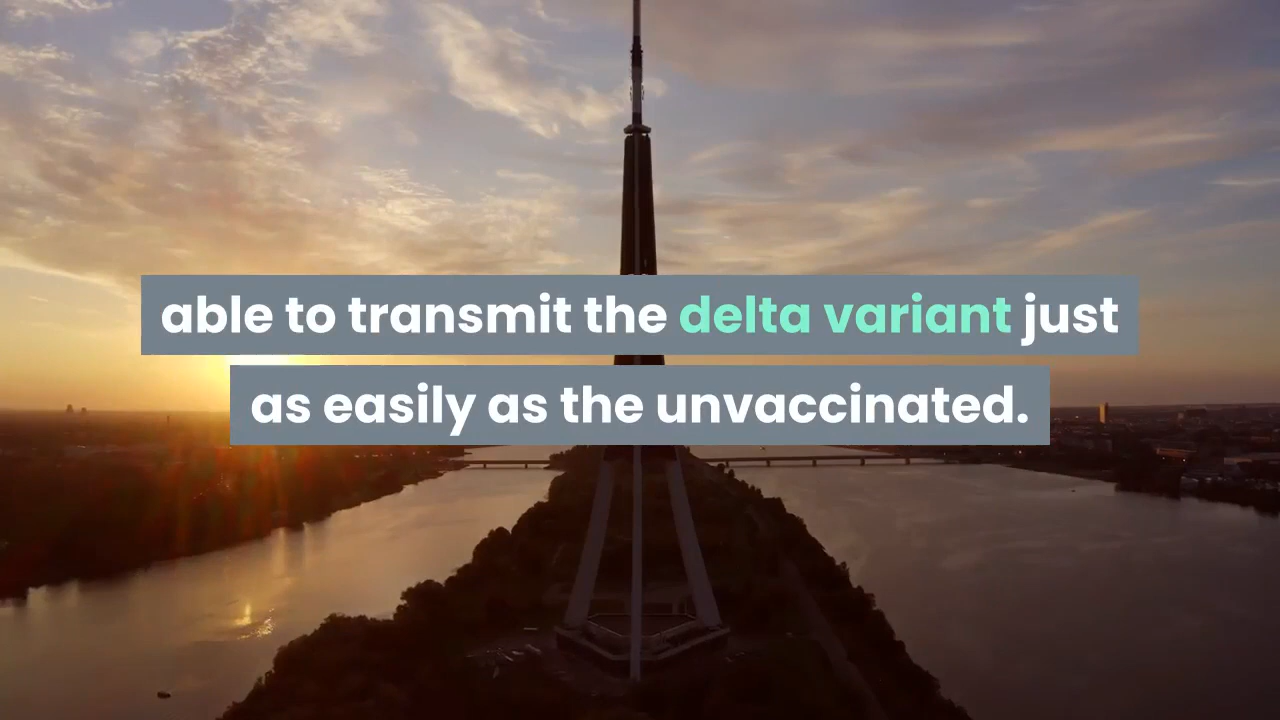 able to transmit the delta variant just
as easily as the unvaccinated.